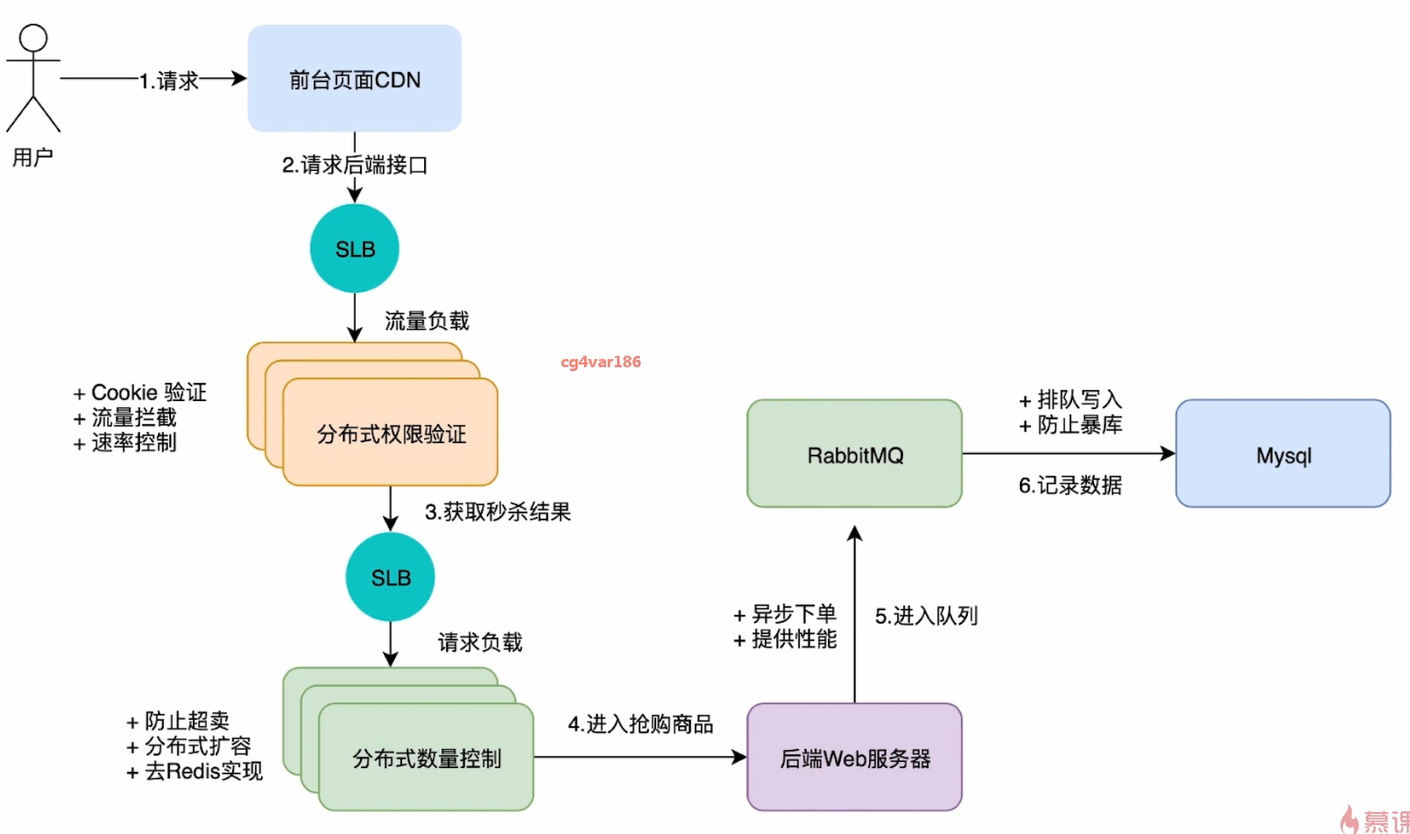 1.请求
前台页面CDN
用户
2.请求后端接口
SLB
流量负载
cg4var186
+ Cookie 验证
+ 流量拦截
+ 速率控制
分布式权限验证
3.获取秒杀结果
SLB
请求负载
+ 防止超卖
+ 分布式扩容
+ 去Redis实现
分布式数量控制
4.进入抢购商品
后端Web服务器
+ 异步下单
+ 提供性能
5.进入队列
RabbitMQ
+ 排队写入
+ 防止暴库
6.记录数据
Mysql
慕课